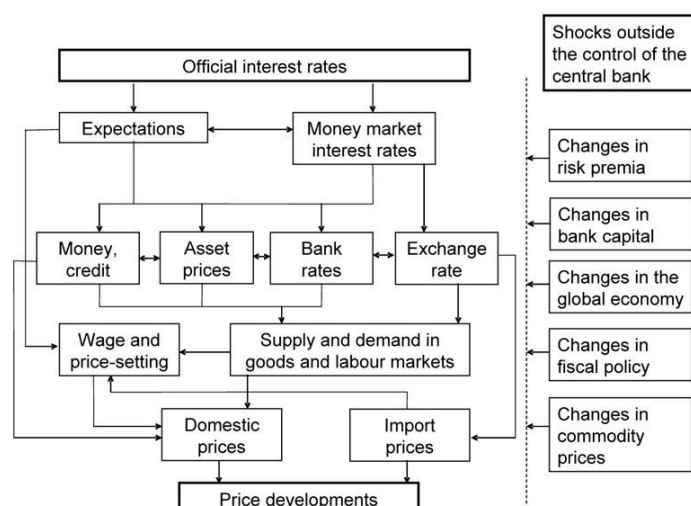 Official interest rates
Expectations
Money market
interest rates
Money,
credit
Asset
prices
Bank
rates
Exchange
rate
Wage and
price-setting
Supply and demand in
goods and labour markets
Domestic
prices
Import
prices
Price developments
Shocks outside
the control of the
central bank
Changes in
risk premia
Changes in
bank capital
Changes in the
global economy
Changes in
fiscal policy
Changes in
commodity
prices